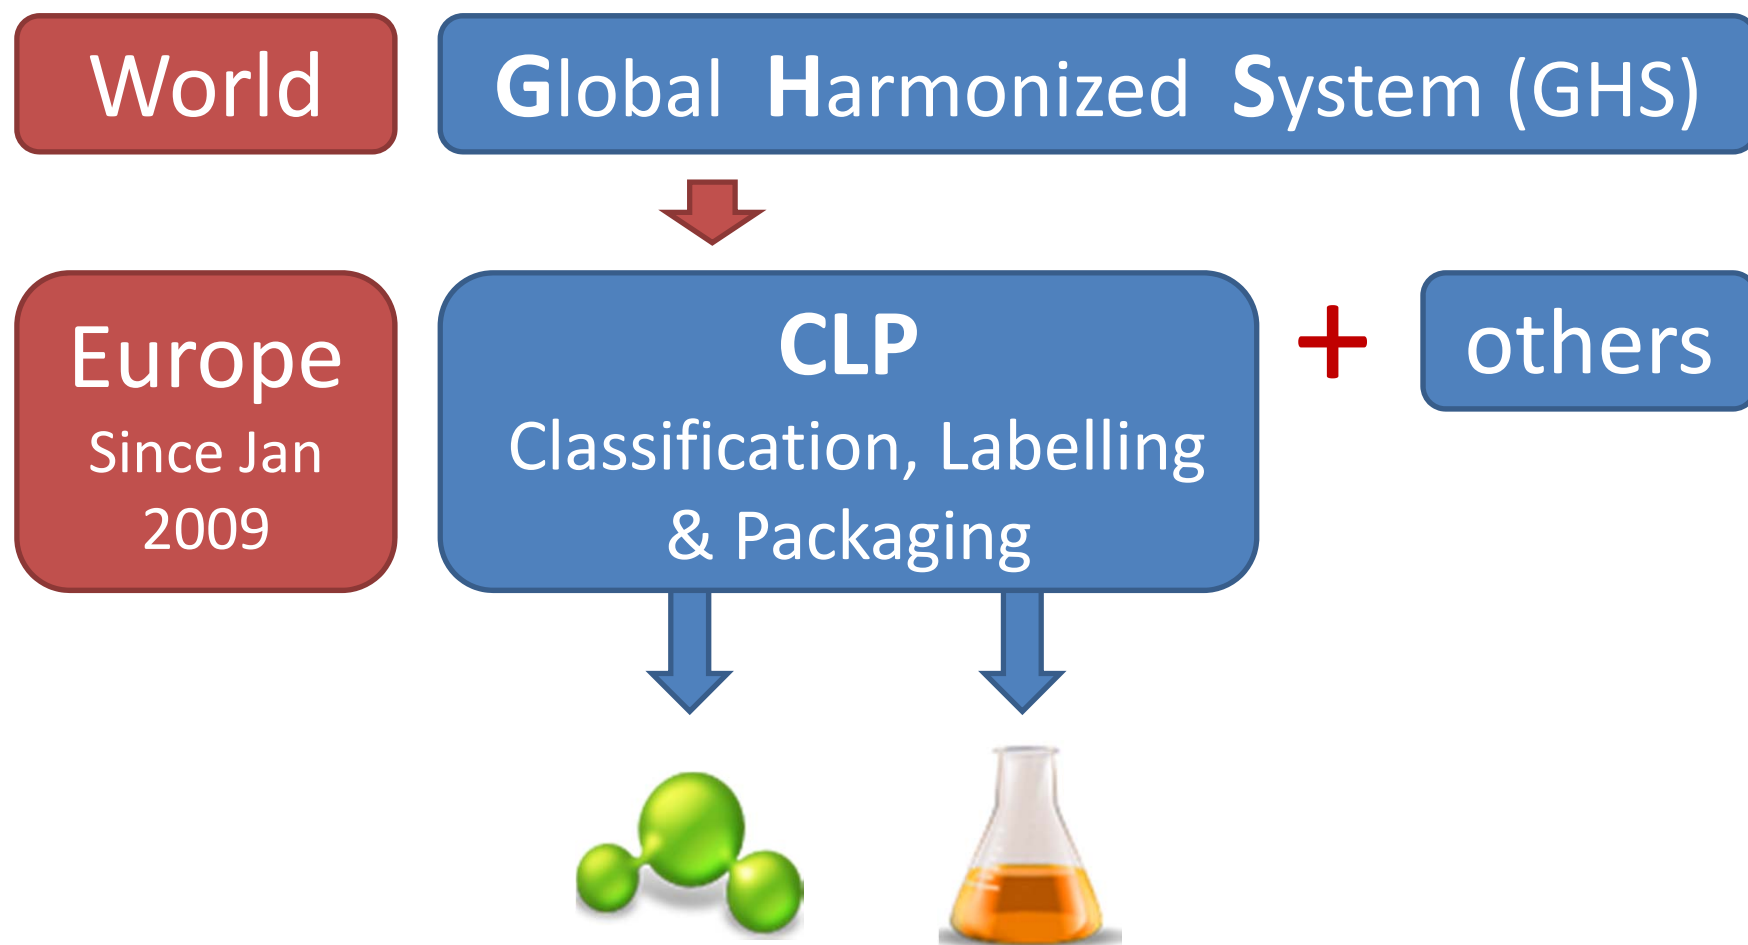 World
Global Harmonized System (GHS)
Europe
Since Jan
2009
CLP
Classification, Labelling
& Packaging
+
others